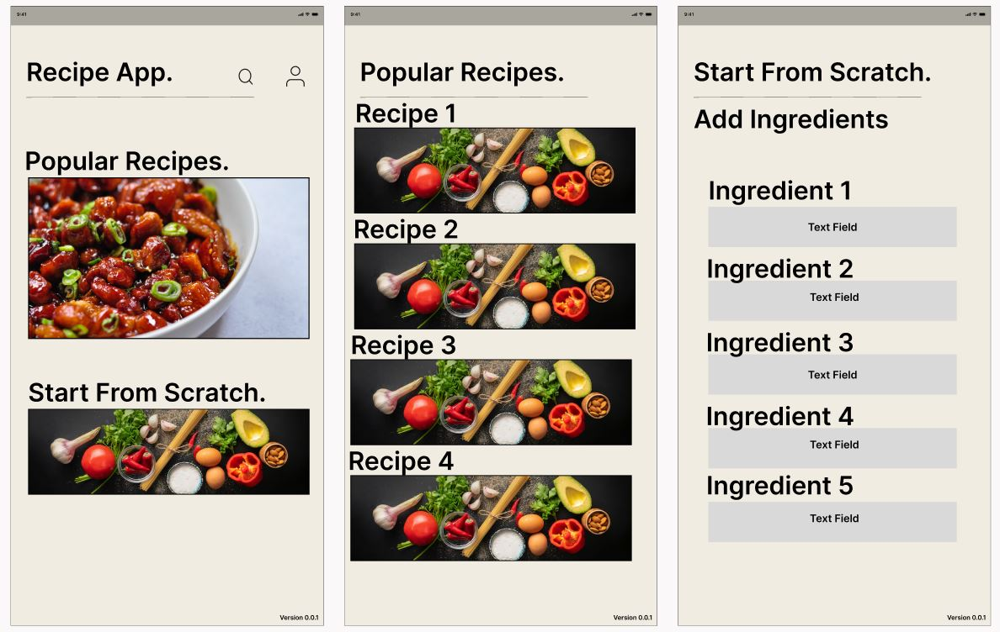 9:41
Recipe App.
Popular Recipes.
Start From Scratch.
Version 0.0.1
9:41
Popular Recipes.
Recipe 1
Recipe 2
Recipe 3
Recipe 4
Version 0.0.1
9:41
Start From Scratch.
Add Ingredients
Ingredient 1
Text Field
Ingredient 2
Text Field
Ingredient 3
Text Field
Ingredient 4
Text Field
Ingredient 5
Text Field
Version 0.0.1